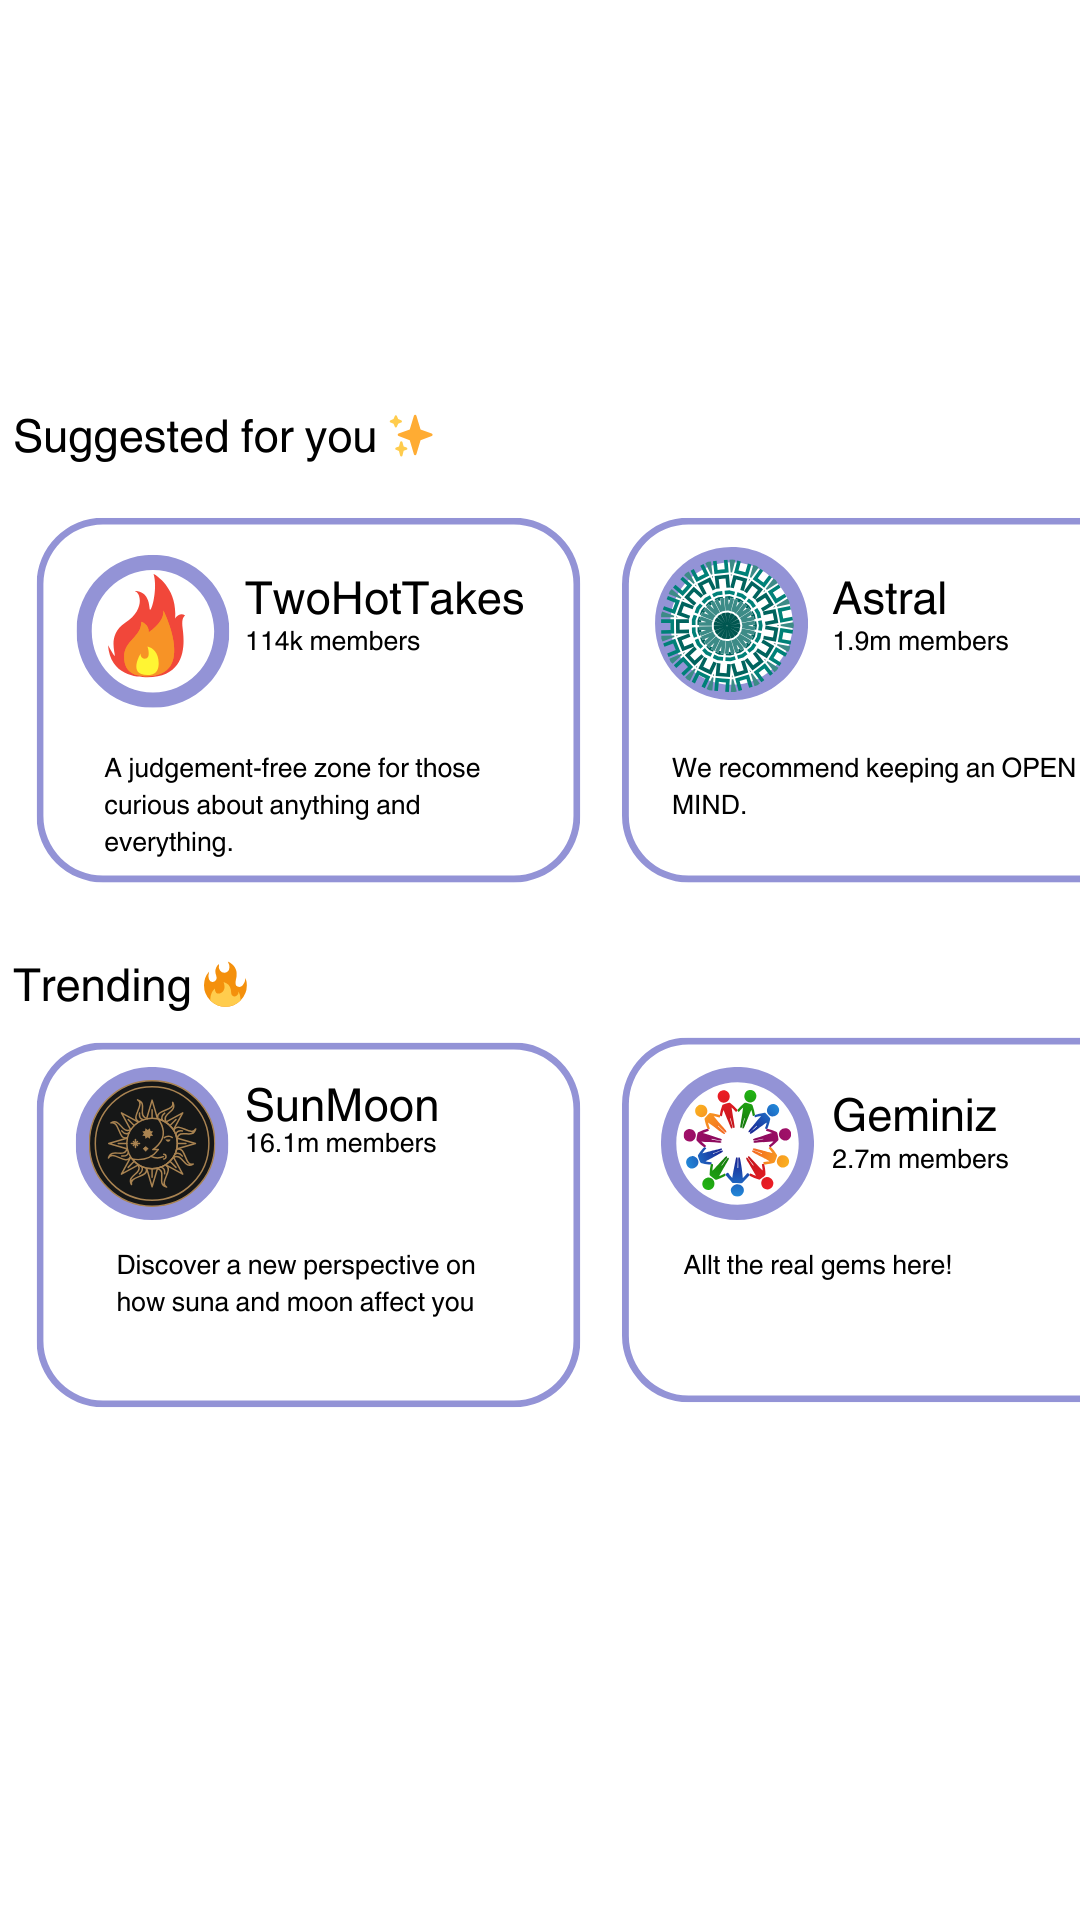 Suggested for you ✨
TwoHotTakes
114k members
A judgement-free zone for those
curious about anything and
everything.
Astral
1.9m members
We recommend keeping an OPEN
MIND.
Trending 🔥
SunMoon
16.1m members
Discover a new perspective on
how suna and moon affect you
Geminiz
2.7m members
Allt the real gems here!